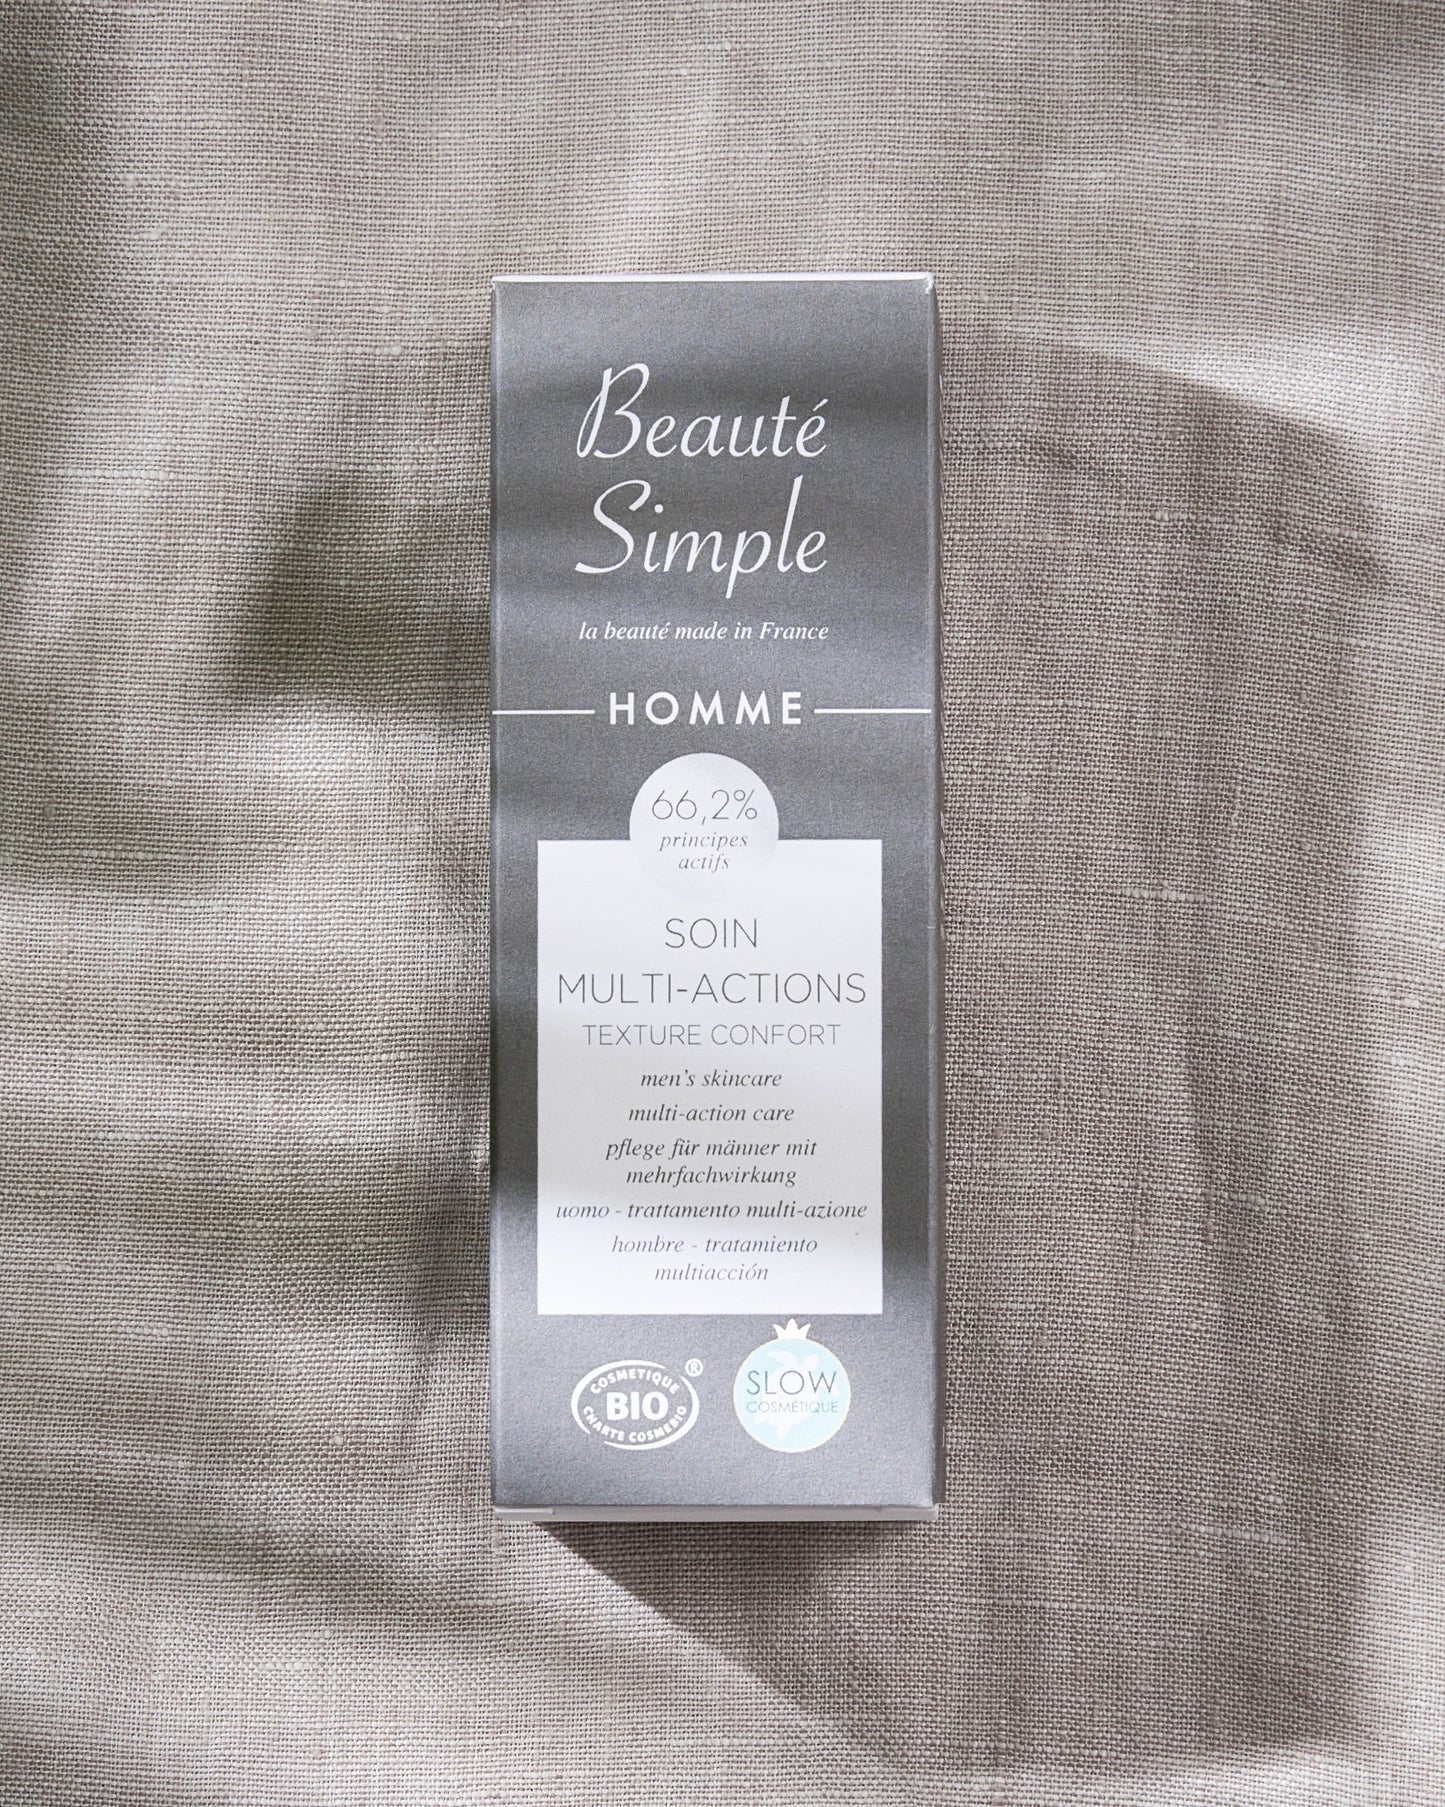 Beauté
Simple
la beauté made in France
HOMME
66,2%
principes
actifs
SOIN
MULTI-ACTIONS
TEXTURE CONFORT
men's skincare
multi-action care
pflege für männer mit
mehrfachwirkung
uomo - trattamento multi-azione
hombre - tratamiento
multiacción
COSMETIQUE
BIO
CHARTE COSMEBIO
®
SLOW
COSMÉTIQUE